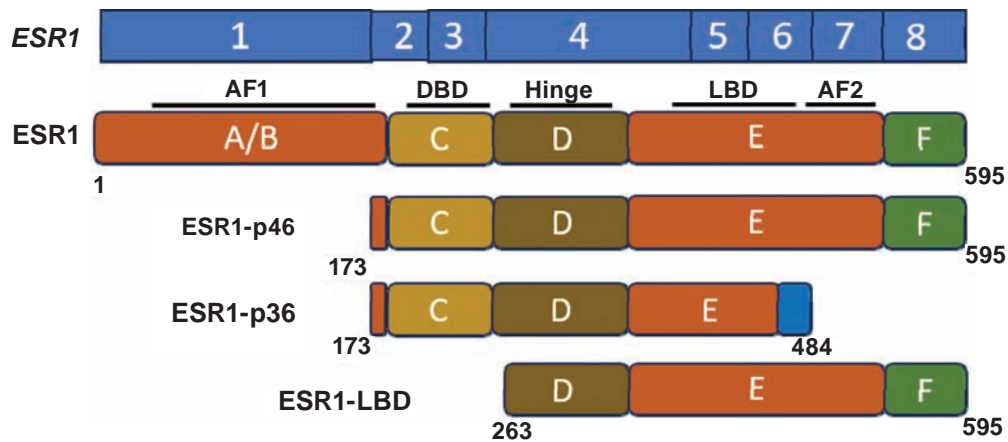 ESR1 1 2 3 4 5 6 7 8
AF1 DBD Hinge LBD AF2
ESR1 A/B C D E F
1 595
ESR1-p46 C D E F
173 595
ESR1-p36 C D E
173 484
ESR1-LBD D E F
263 595